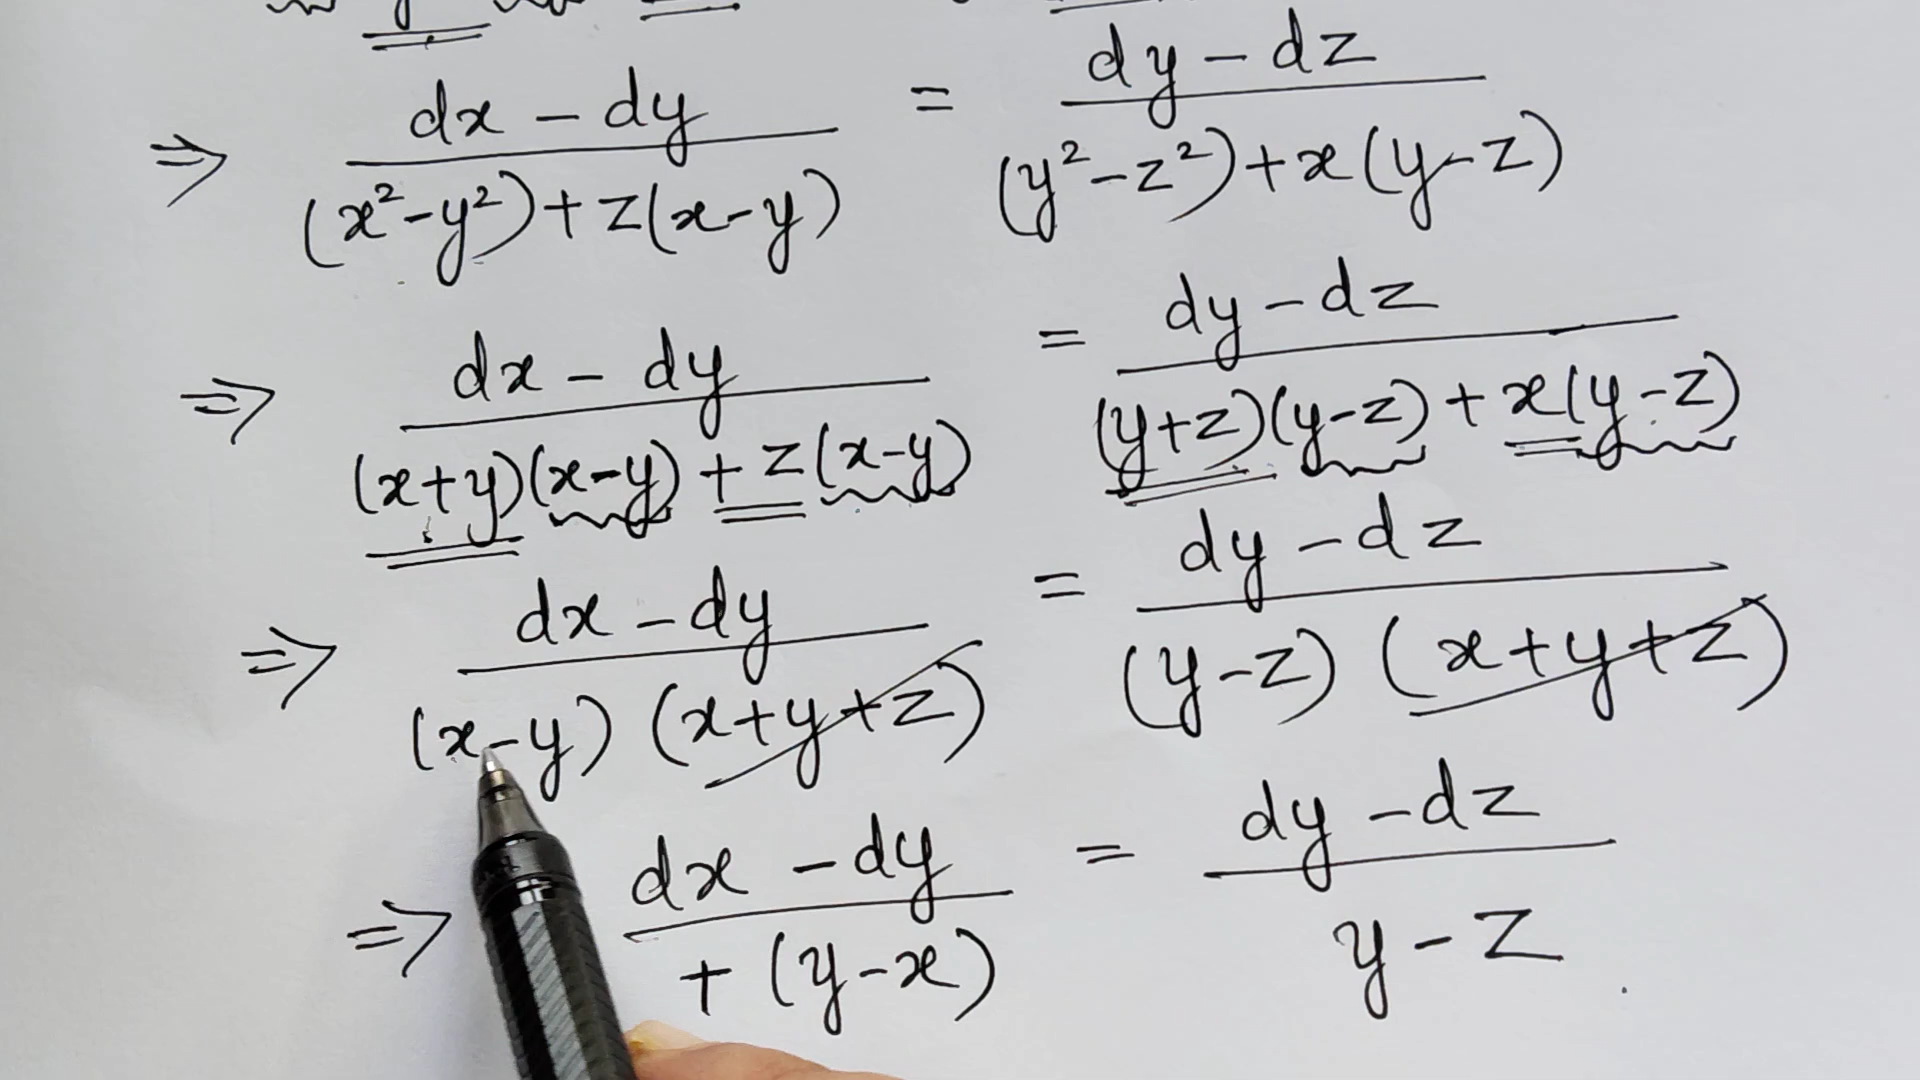 ⇒ dx - dy / (x² - y²) + z(x - y) = dy - dz / (y² - z²) + x(y - z)
⇒ dx - dy / (x + y)(x - y) + z(x - y) = dy - dz / (y + z)(y - z) + x(y - z)
⇒ dx - dy / (x - y) (x + y + z) = dy - dz / (y - z) (x + y + z)
⇒ dx - dy / + (y - x) = dy - dz / y - z